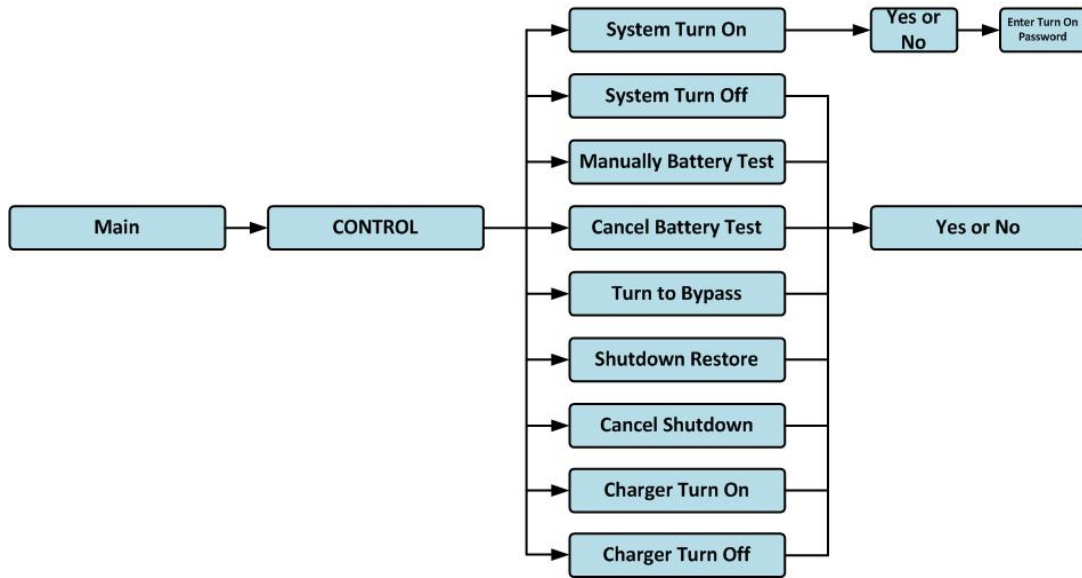 System Turn On
Yes or
No
Enter Turn On
Password
System Turn Off
Manually Battery Test
Main
CONTROL
Cancel Battery Test
Yes or No
Turn to Bypass
Shutdown Restore
Cancel Shutdown
Charger Turn On
Charger Turn Off